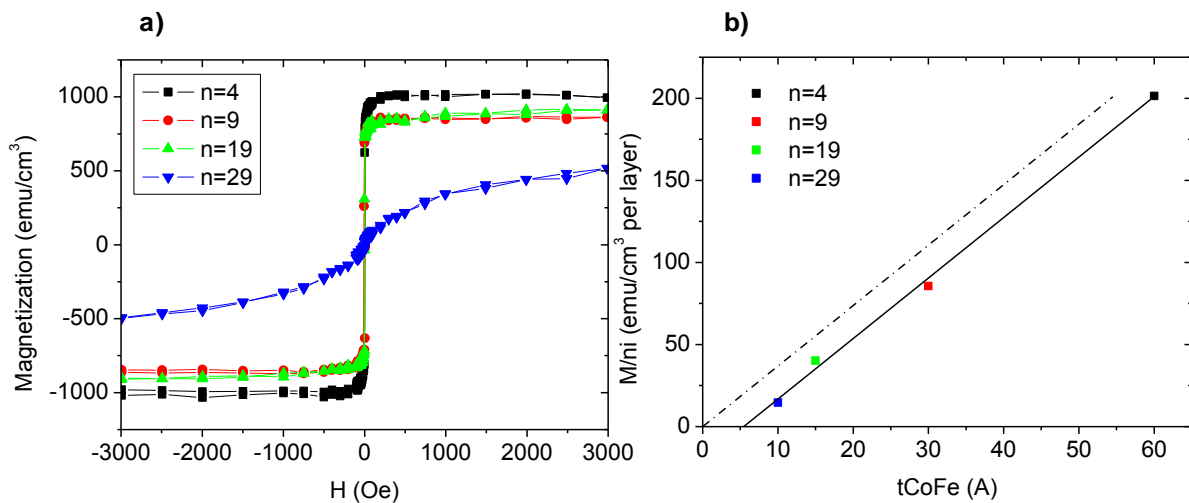 a)
Magnetization (emu/cm³)
1000
500
0
-500
-1000
n=4
n=9
n=19
n=29
-3000 -2000 -1000 0 1000 2000 3000
H (Oe)
b)
M/ni (emu/cm³ per layer)
200
150
100
50
0
n=4
n=9
n=19
n=29
0 10 20 30 40 50 60
tCoFe (A)